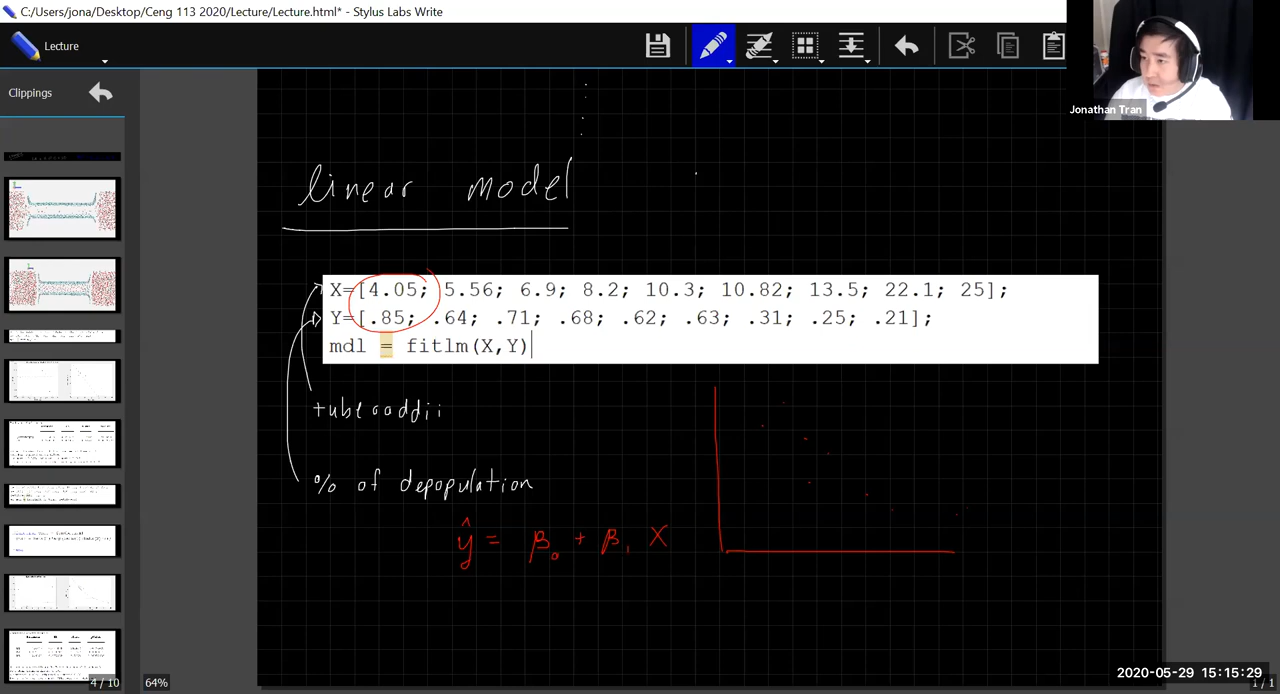 C:/Users/jona/Desktop/Ceng 113 2020/Lecture/Lecture.html* - Stylus Labs Write
Lecture
Clippings
Jonathan Tran
linear model
X=[4.05; 5.56; 6.9; 8.2; 10.3; 10.82; 13.5; 22.1; 25];
Y=[.85; .64; .71; .68; .62; .63; .31; .25; .21];
mdl = fitlm(X,Y)
tube raddii
% of depopulation
ŷ = β₀ + β₁ X
4 / 10
64%
2020-05-29 15:15:29
1 / 1